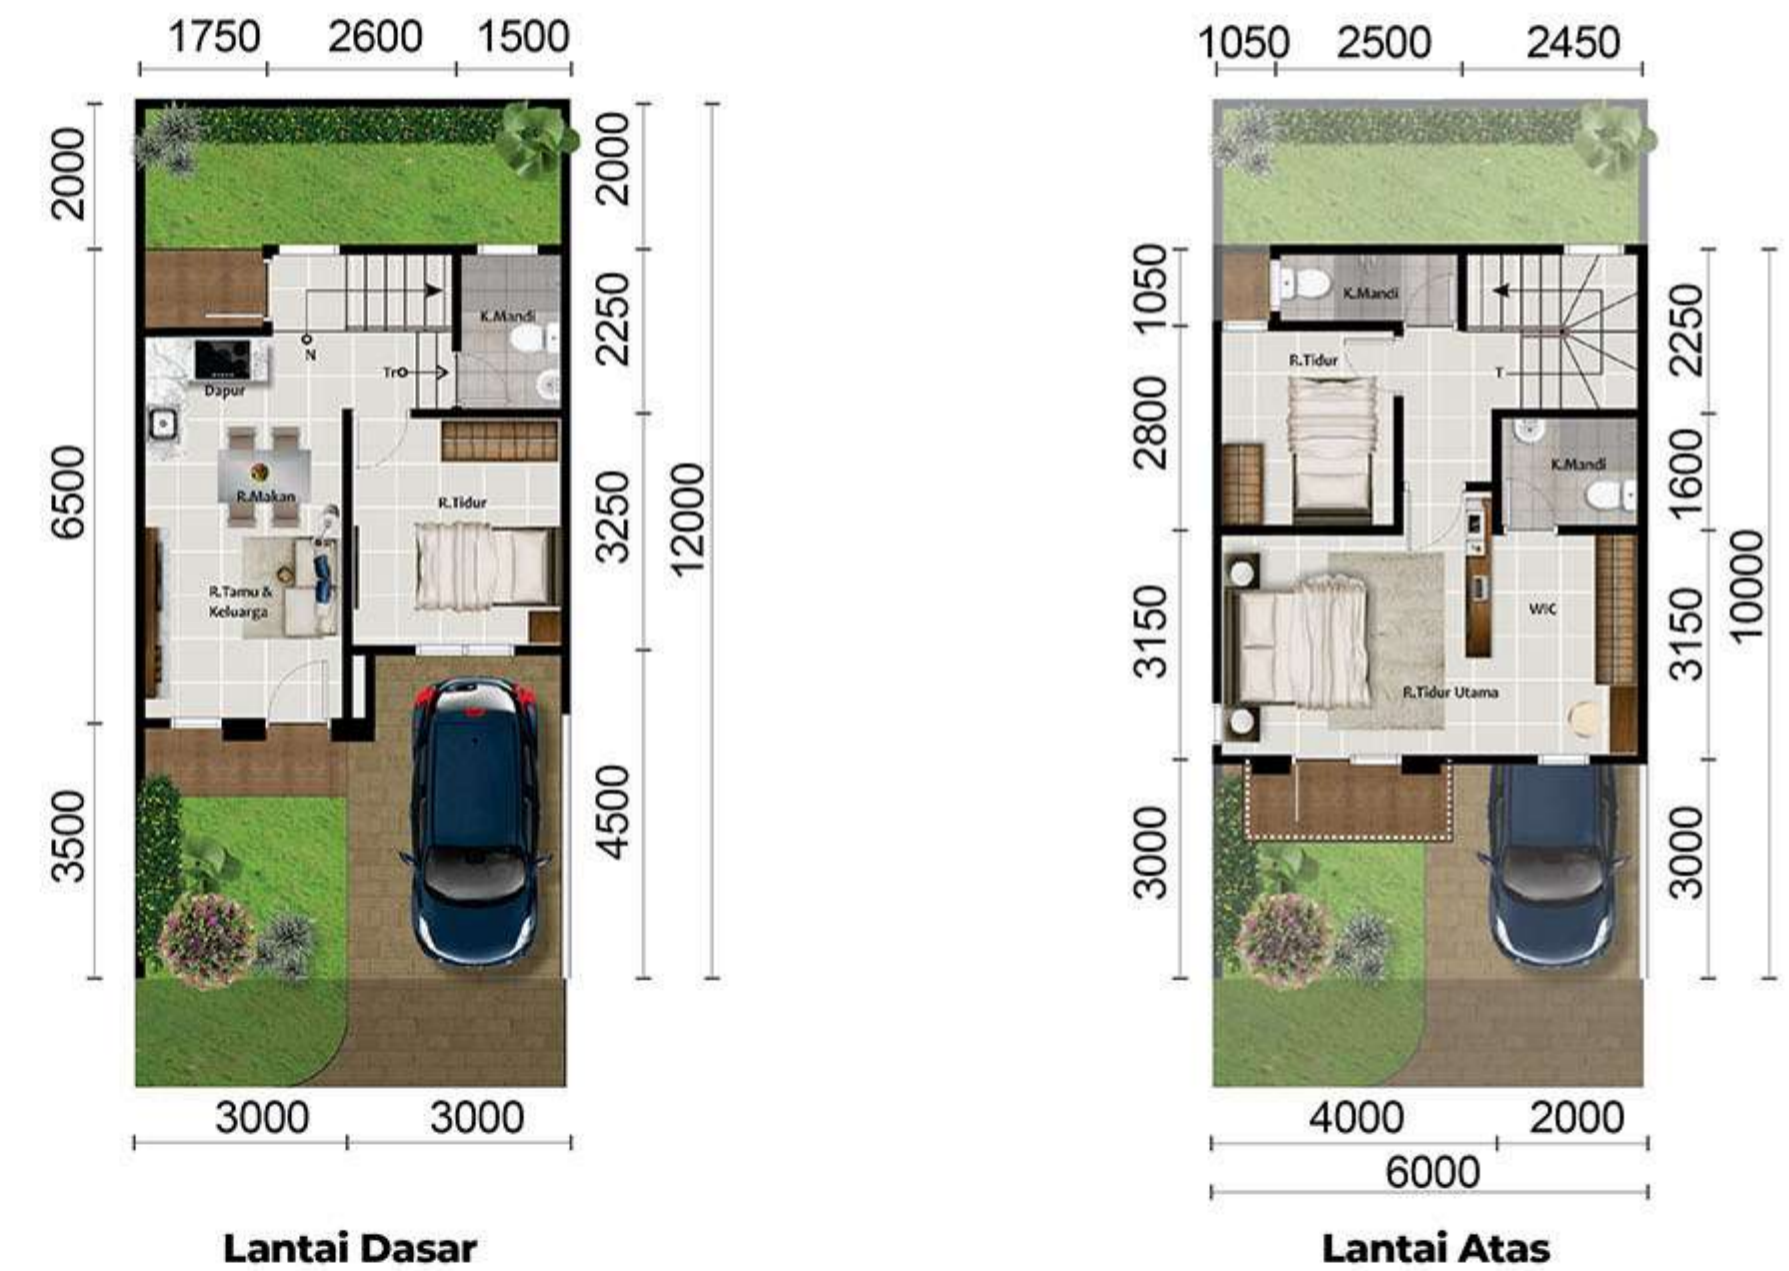 1750 2600 1500
2000
6500
3500
2000
2250
3250
4500
12000
K.Mandi
N
Tr
Dapur
R.Makan
R.Tidur
R.Tamu &
Keluarga
3000 3000
Lantai Dasar
1050 2500 2450
1050
2800
3150
3000
2250
1600
3150
3000
10000
K.Mandi
R.Tidur
T
K.Mandi
WIC
R.Tidur Utama
4000 2000
6000
Lantai Atas